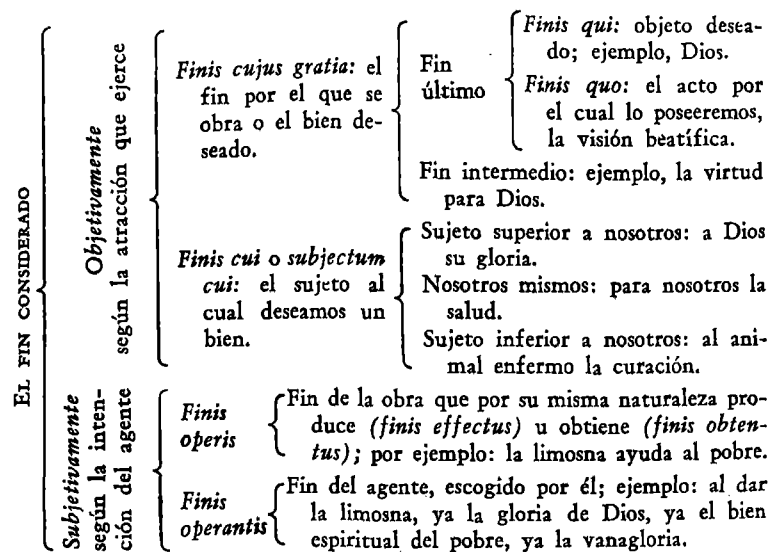 EL FIN CONSIDERADO
Objetivamente
según la atracción que ejerce
Finis cujus gratia: el
fin por el que se
obra o el bien de-
seado.
Fin
último
Finis qui: objeto desea-
do; ejemplo, Dios.
Finis quo: el acto por
el cual lo poseeremos,
la visión beatífica.
Fin intermedio: ejemplo, la virtud
para Dios.
Finis cui o subjectum
cui: el sujeto al
cual deseamos un
bien.
Sujeto superior a nosotros: a Dios
su gloria.
Nosotros mismos: para nosotros la
salud.
Sujeto inferior a nosotros: al ani-
mal enfermo la curación.
Subjetivamente
según la inten-
ción del agente
Finis
operis
Fin de la obra que por su misma naturaleza pro-
duce (finis effectus) u obtiene (finis obten-
tus); por ejemplo: la limosna ayuda al pobre.
Finis
operantis
Fin del agente, escogido por él; ejemplo: al dar
la limosna, ya la gloria de Dios, ya el bien
espiritual del pobre, ya la vanagloria.